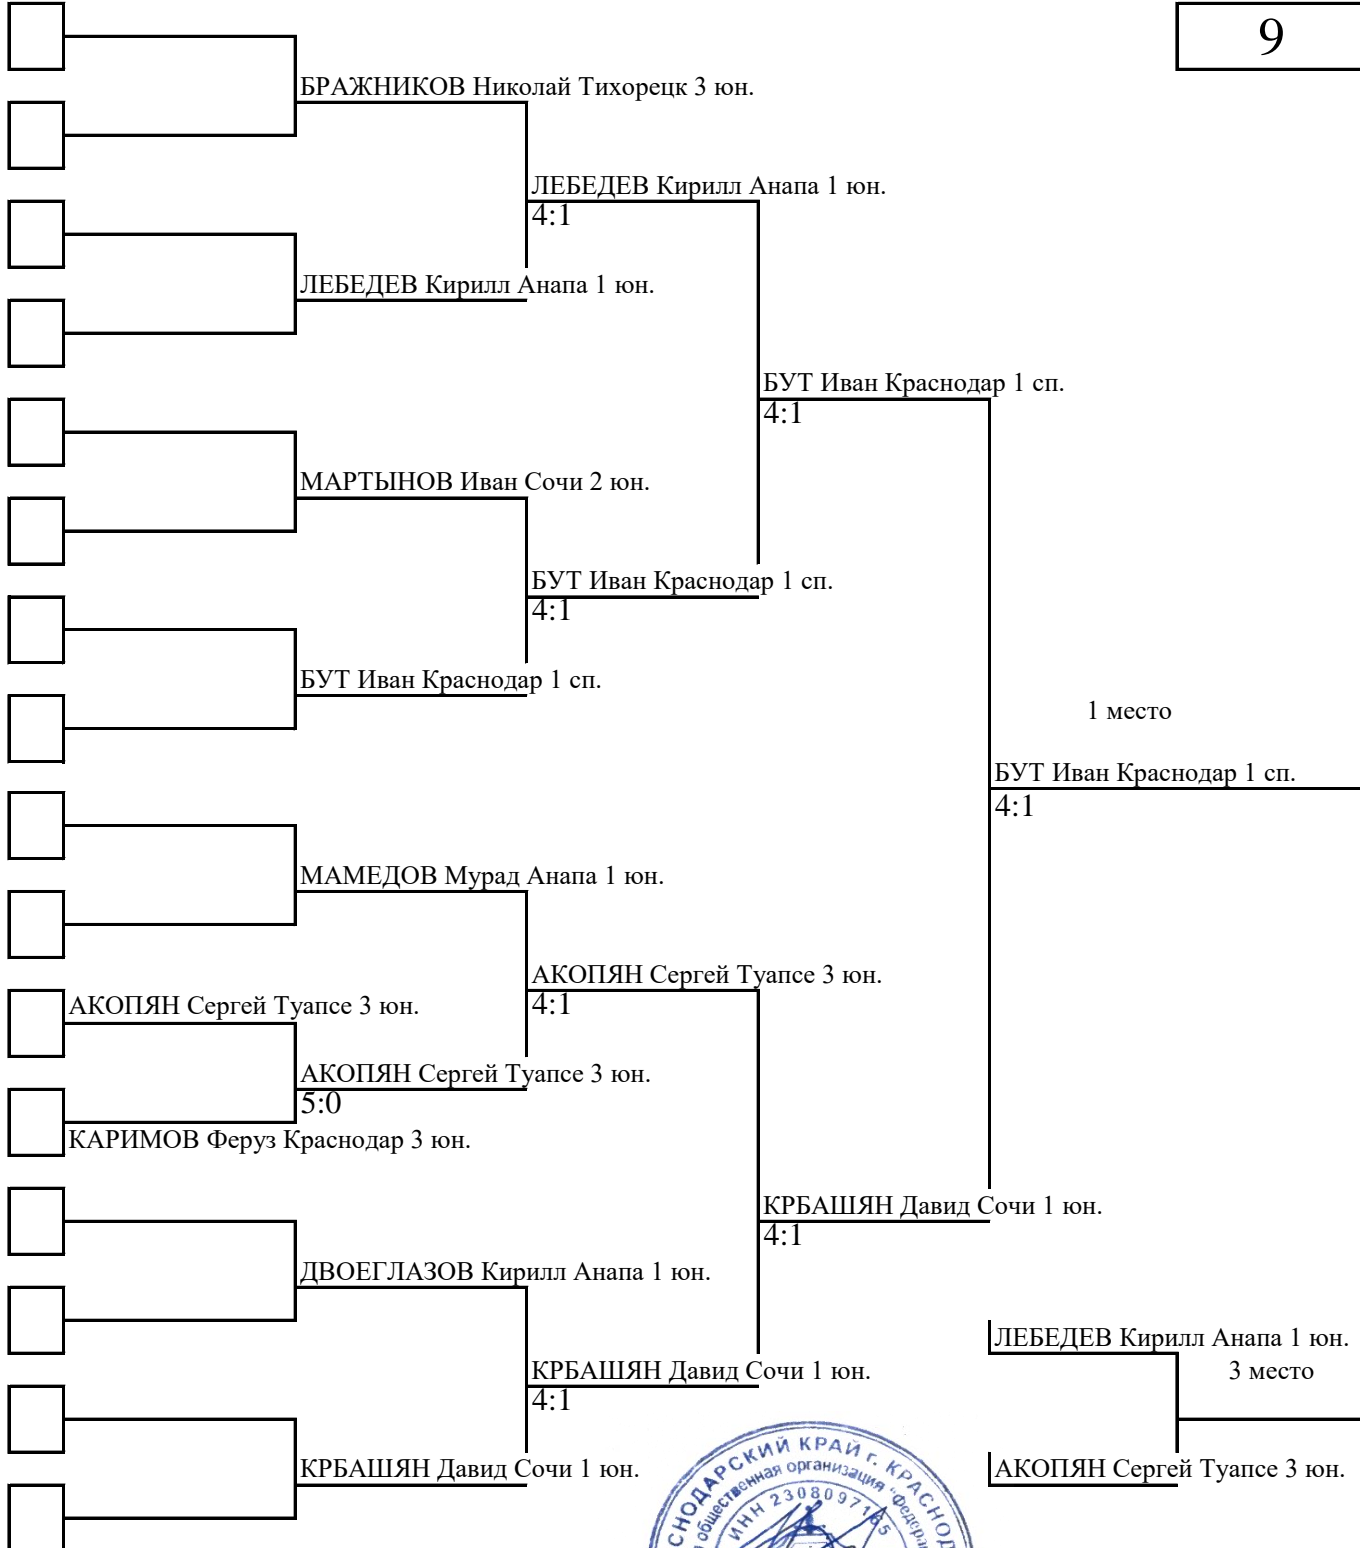 9
БРАЖНИКОВ Николай Тихорецк 3 юн.
ЛЕБЕДЕВ Кирилл Анапа 1 юн.
4:1
ЛЕБЕДЕВ Кирилл Анапа 1 юн.
БУТ Иван Краснодар 1 сп.
4:1
МАРТЫНОВ Иван Сочи 2 юн.
БУТ Иван Краснодар 1 сп.
4:1
БУТ Иван Краснодар 1 сп.
1 место
БУТ Иван Краснодар 1 сп.
4:1
МАМЕДОВ Мурад Анапа 1 юн.
АКОПЯН Сергей Туапсе 3 юн.
4:1
АКОПЯН Сергей Туапсе 3 юн.
АКОПЯН Сергей Туапсе 3 юн.
5:0
КАРИМОВ Феруз Краснодар 3 юн.
КРБАШЯН Давид Сочи 1 юн.
4:1
ДВОЕГЛАЗОВ Кирилл Анапа 1 юн.
ЛЕБЕДЕВ Кирилл Анапа 1 юн.
3 место
КРБАШЯН Давид Сочи 1 юн.
4:1
КРБАШЯН Давид Сочи 1 юн.
АКОПЯН Сергей Туапсе 3 юн.
СНОДАРСКИЙ КРАЙ г. КРАСНОД
общественная организация "Федера
ИНН 2308097165